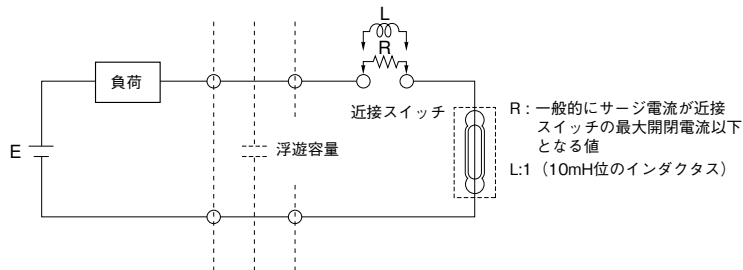 L
R
負荷
近接スイッチ
E
浮遊容量
R : 一般的にサージ電流が近接
スイッチの最大開閉電流以下
となる値
L:1（10mH位のインダクタス）